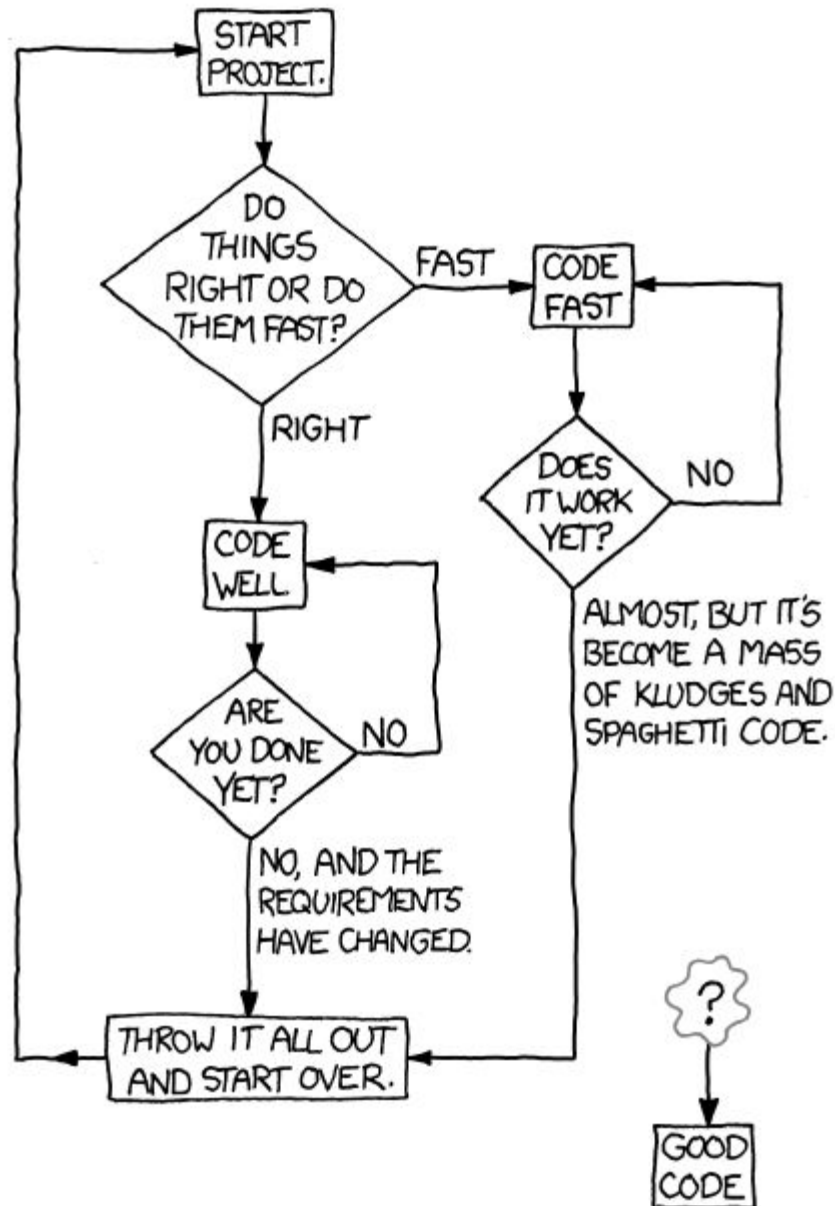 START
PROJECT.
DO
THINGS
RIGHT OR DO
THEM FAST?
FAST
CODE
FAST
RIGHT
DOES
IT WORK
YET?
NO
CODE
WELL.
ALMOST, BUT IT'S
BECOME A MASS
OF KLUDGES AND
SPAGHETTI CODE.
ARE
YOU DONE
YET?
NO
NO, AND THE
REQUIREMENTS
HAVE CHANGED.
THROW IT ALL OUT
AND START OVER.
?
GOOD
CODE